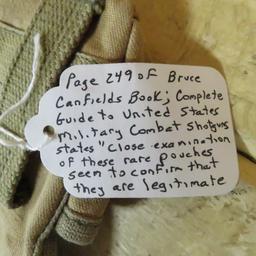 Page 249 of Bruce
Canfields Book; Complete
Guide to United States
military Combat Shotguns
states "Close examination
of these rare pouches
seem to confirm that
they are legitimate